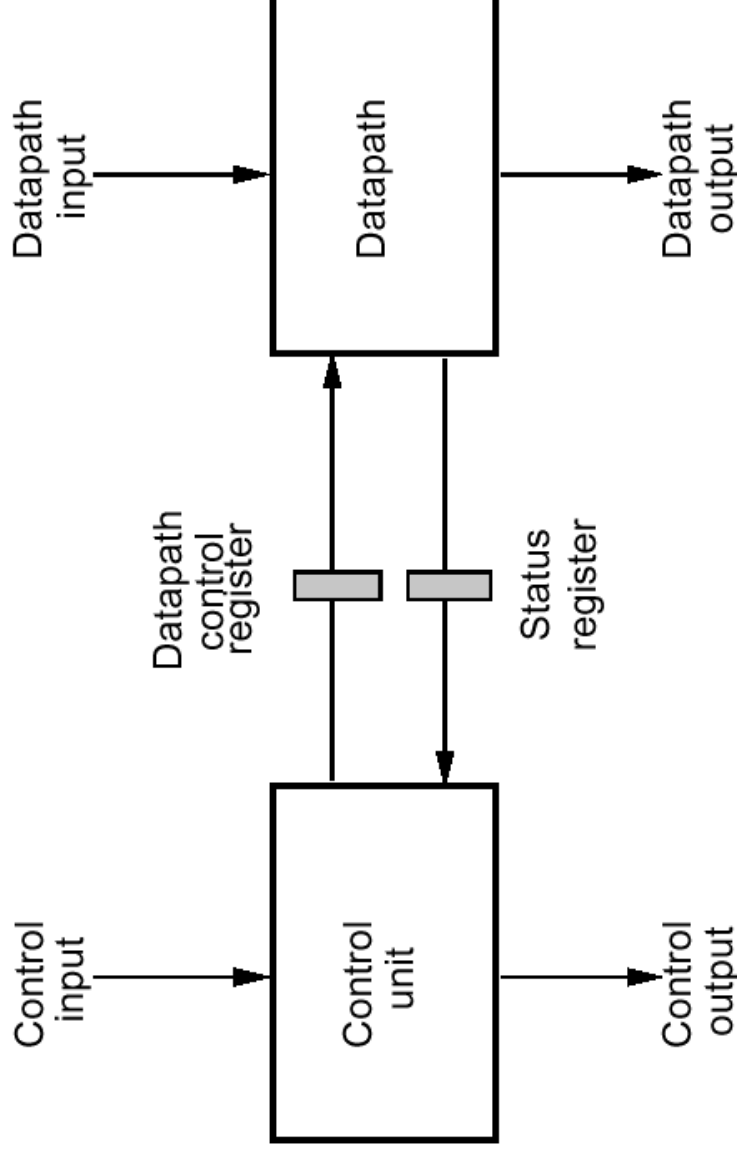 Control
input
Control
unit
Control
output
Datapath
control
register
Status
register
Datapath
input
Datapath
Datapath
output